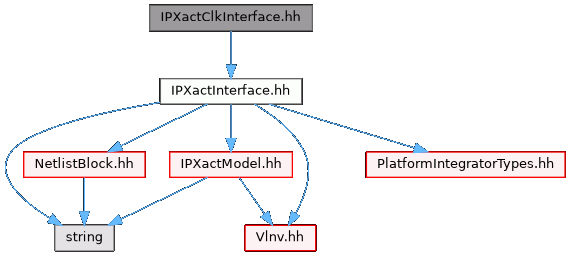 IPXactClkInterface.hh
IPXactInterface.hh
NetlistBlock.hh
IPXactModel.hh
PlatformIntegratorTypes.hh
string
Vlnv.hh